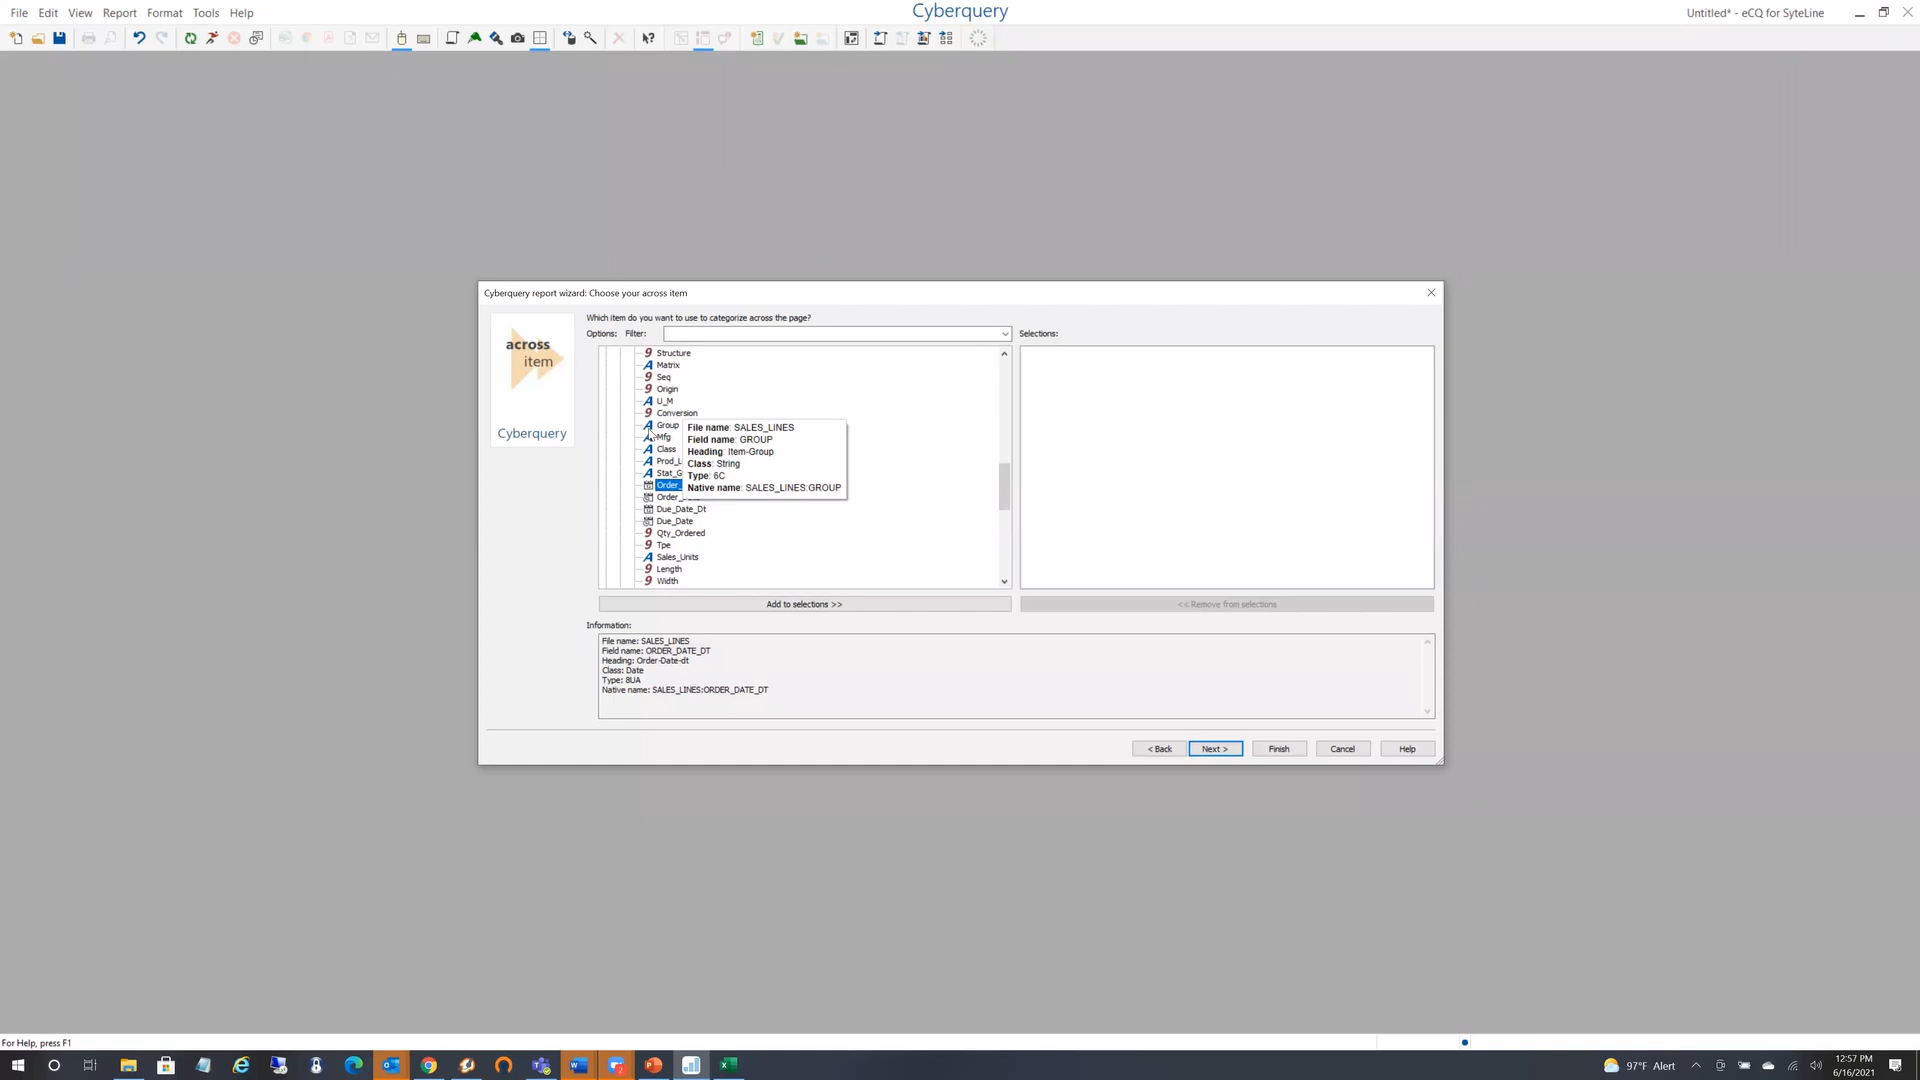 File Edit View Report Format Tools Help
Cyberquery
Untitled* - eCQ for SyteLine
Cyberquery report wizard: Choose your across item
across
item
Cyberquery
Which item do you want to use to categorize across the page?
Options: Filter:
Selections:
Structure
Matrix
Seq
Origin
U_M
Conversion
Group
Mfg
Class
Prod_L
Stat_G
Order_
Order_
Due_Date_Dt
Due_Date
Qty_Ordered
Tpe
Sales_Units
Length
Width
File name: SALES_LINES
Field name: GROUP
Heading: Item-Group
Class: String
Type: 6C
Native name: SALES_LINES:GROUP
Add to selections >>
<< Remove from selections
Information:
File name: SALES_LINES
Field name: ORDER_DATE_DT
Heading: Order-Date-dt
Class: Date
Type: 8UA
Native name: SALES_LINES:ORDER_DATE_DT
< Back
Next >
Finish
Cancel
Help
For Help, press F1
97°F Alert
12:57 PM
6/16/2021